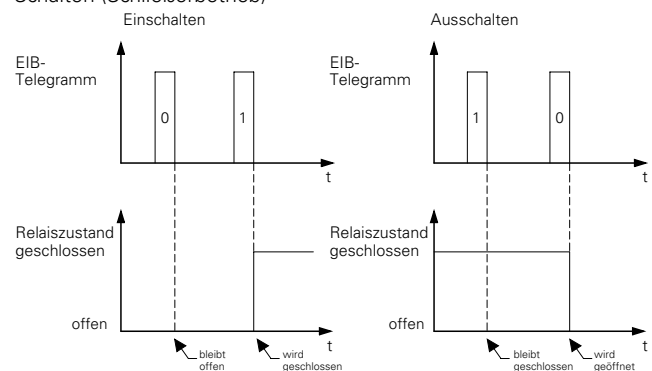 Schalten (Schließerbetrieb)
Einschalten
EIB-
Telegramm
0
1
t
Relaiszustand
geschlossen
offen
t
bleibt
offen
wird
geschlossen
Ausschalten
EIB-
Telegramm
1
0
t
Relaiszustand
geschlossen
offen
t
bleibt
geschlossen
wird
geöffnet